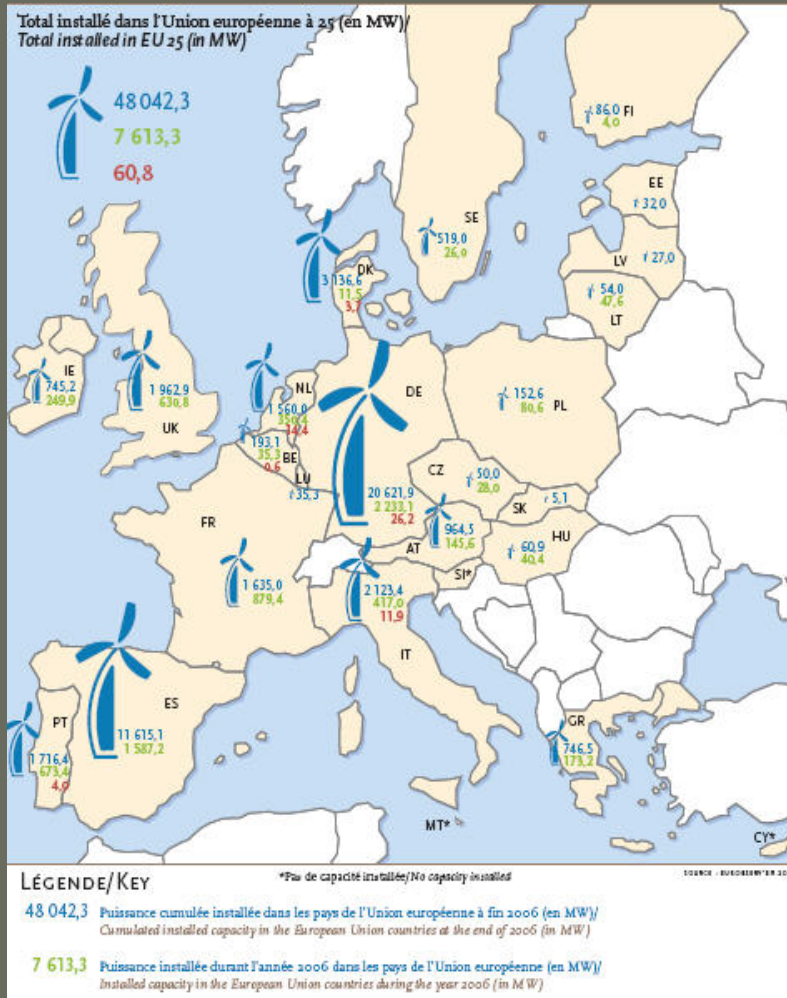 Total installé dans l'Union européenne à 25 (en MW)/
Total installed in EU 25 (in MW)
48 042,3
7 613,3
60,8
86,0 FI
4,0
EE
32,0
SE
519,0
26,0
LV 27,0
54,0
47,6
LT
DK
3 136,6
11,5
3,7
IE
745,2
249,9
1 962,9
630,8
UK
NL
1 560,0
350,4
14,4
193,1
35,3 BE
0,6
LU
35,3
DE
20 621,9
2 233,1
26,2
152,6
80,6 PL
CZ 50,0
28,0
SK 5,1
964,5
145,6
AT
HU
60,9
40,4
SI*
FR
1 635,0
879,4
2 123,4
417,0
11,9
IT
ES
11 615,1
1 587,2
PT
1 716,4
673,4
4,0
GR
746,5
173,2
MT*
CY*
LÉGENDE/KEY
*Pas de capacité installée/No capacity installed
48 042,3 Puissance cumulée installée dans les pays de l'Union européenne à fin 2006 (en MW)/
Cumulated installed capacity in the European Union countries at the end of 2006 (in MW)
7 613,3 Puissance installée durant l'année 2006 dans les pays de l'Union européenne (en MW)/
Installed capacity in the European Union countries during the year 2006 (in MW)